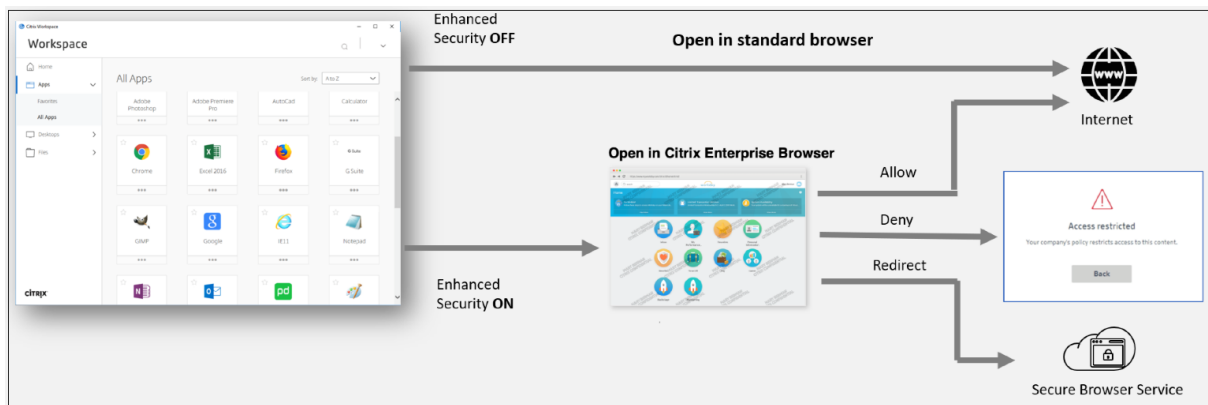 Citrix Workspace
Workspace
Home
Apps
Favorites
All Apps
Desktops
Files
citrix
All Apps
Sort by
A to Z
Adobe
Photoshop
Adobe Premiere
Pro
AutoCad
Calculator
Chrome
Excel 2016
Firefox
G Suite
G Suite
GIMP
Google
IE11
Notepad
Enhanced
Security OFF
Open in standard browser
www
Internet
Open in Citrix Enterprise Browser
Enhanced
Security ON
Allow
Deny
Redirect
Access restricted
Your company's policy restricts access to this content.
Back
Secure Browser Service